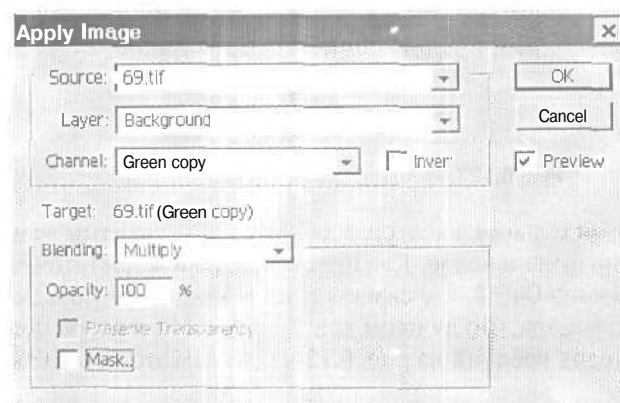 Apply Image
Source: 69.tif
OK
Layer: Background
Cancel
Channel: Green copy
Inver
Preview
Target: 69.tif (Green copy)
Blending: Multiply
Opacity: 100 %
Preserve Transparency
Mask..